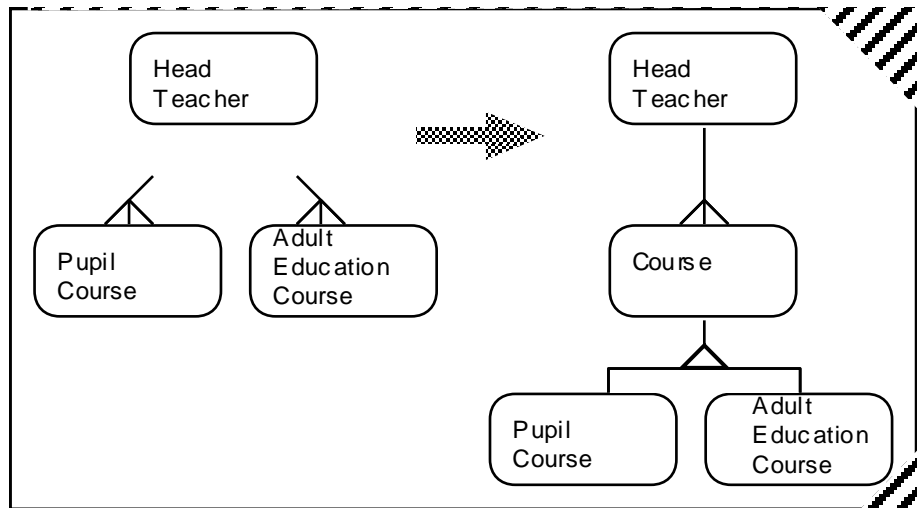 Head
Teacher
Pupil
Course
Adult
Education
Course
Head
Teacher
Course
Pupil
Course
Adult
Education
Course